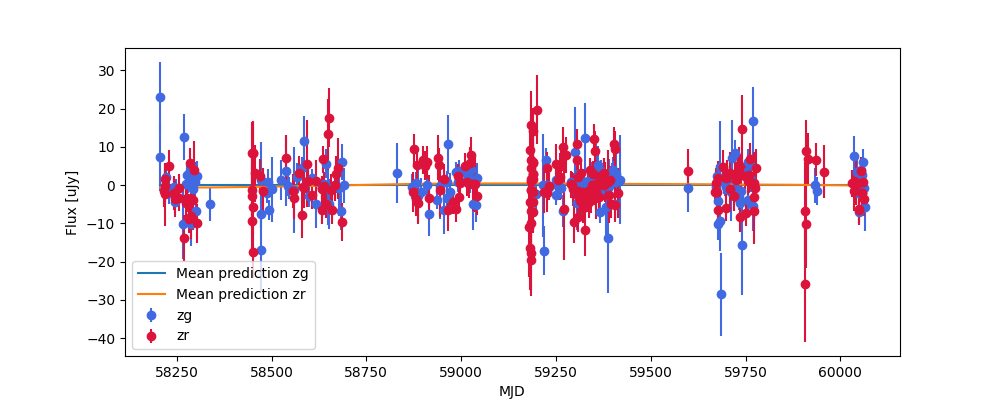 30
20
10
0
−10
−20
−30
−40
Flux [uJy]
Mean prediction zg
Mean prediction zr
zg
zr
58250 58500 58750 59000 59250 59500 59750 60000
MJD